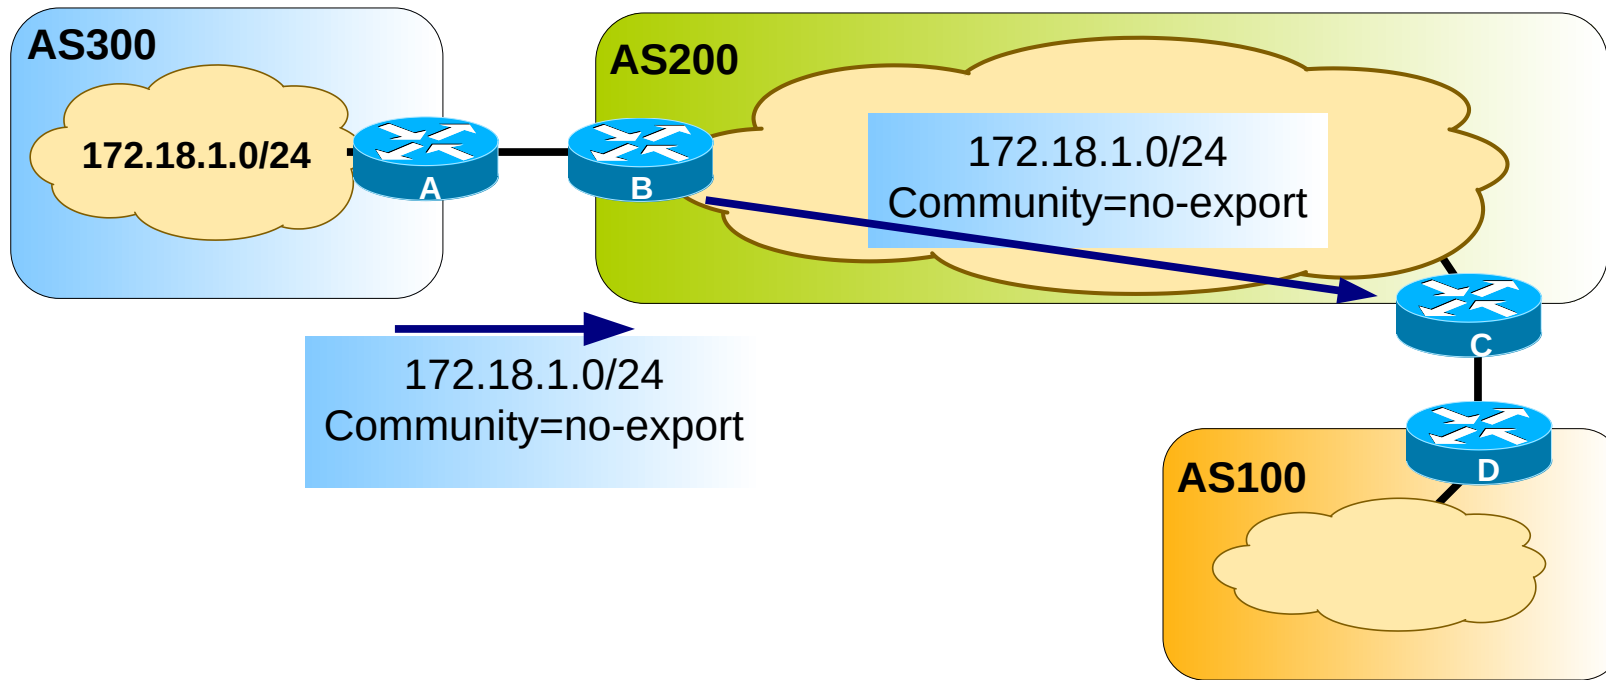 AS300
172.18.1.0/24
A
AS200
B
172.18.1.0/24
Community=no-export
172.18.1.0/24
Community=no-export
C
D
AS100